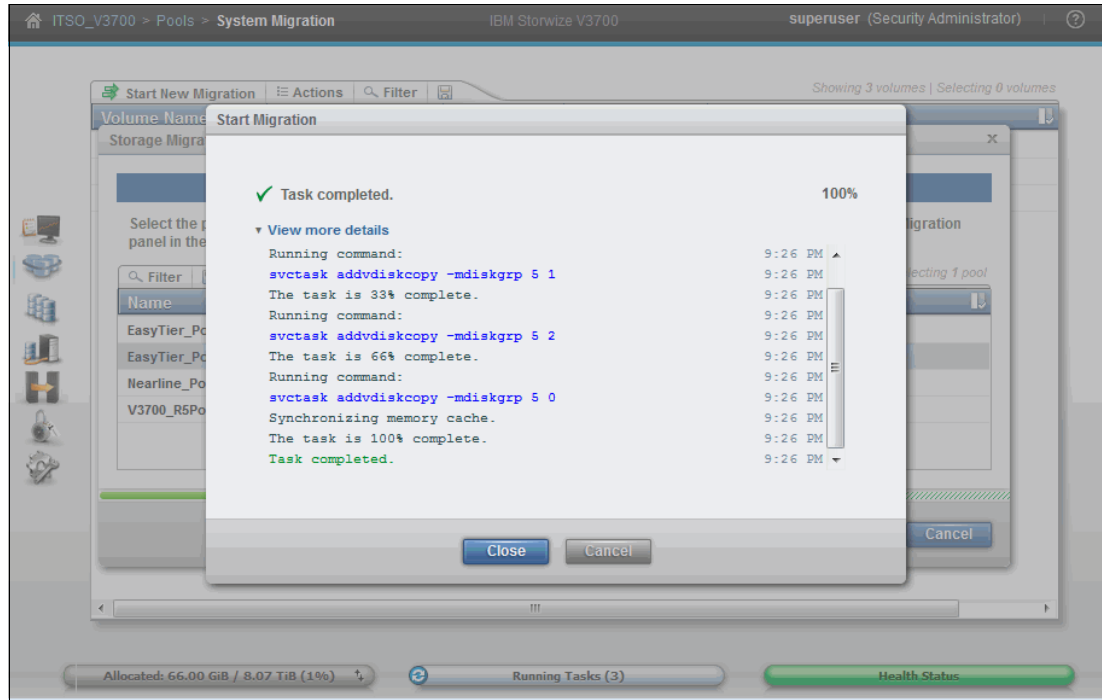 ITSO_V3700 > Pools > System Migration
IBM Storwize V3700
superuser (Security Administrator)
?
Start New Migration
Actions
Filter
Showing 3 volumes | Selecting 0 volumes
Volume Name
Storage Migra
x
Start Migration
Task completed.
100%
View more details
Running command: 9:26 PM
svctask addvdiskcopy -mdiskgrp 5 1 9:26 PM
The task is 33% complete. 9:26 PM
Running command: 9:26 PM
svctask addvdiskcopy -mdiskgrp 5 2 9:26 PM
The task is 66% complete. 9:26 PM
Running command: 9:26 PM
svctask addvdiskcopy -mdiskgrp 5 0 9:26 PM
Synchronizing memory cache. 9:26 PM
The task is 100% complete. 9:26 PM
Task completed. 9:26 PM
Close
Cancel
Select the p
panel in the
igration
Filter
ecting 1 pool
Name
EasyTier_Po
EasyTier_Po
Nearline_Po
V3700_R5Po
Cancel
Allocated: 66.00 GiB / 8.07 TiB (1%)
Running Tasks (3)
Health Status